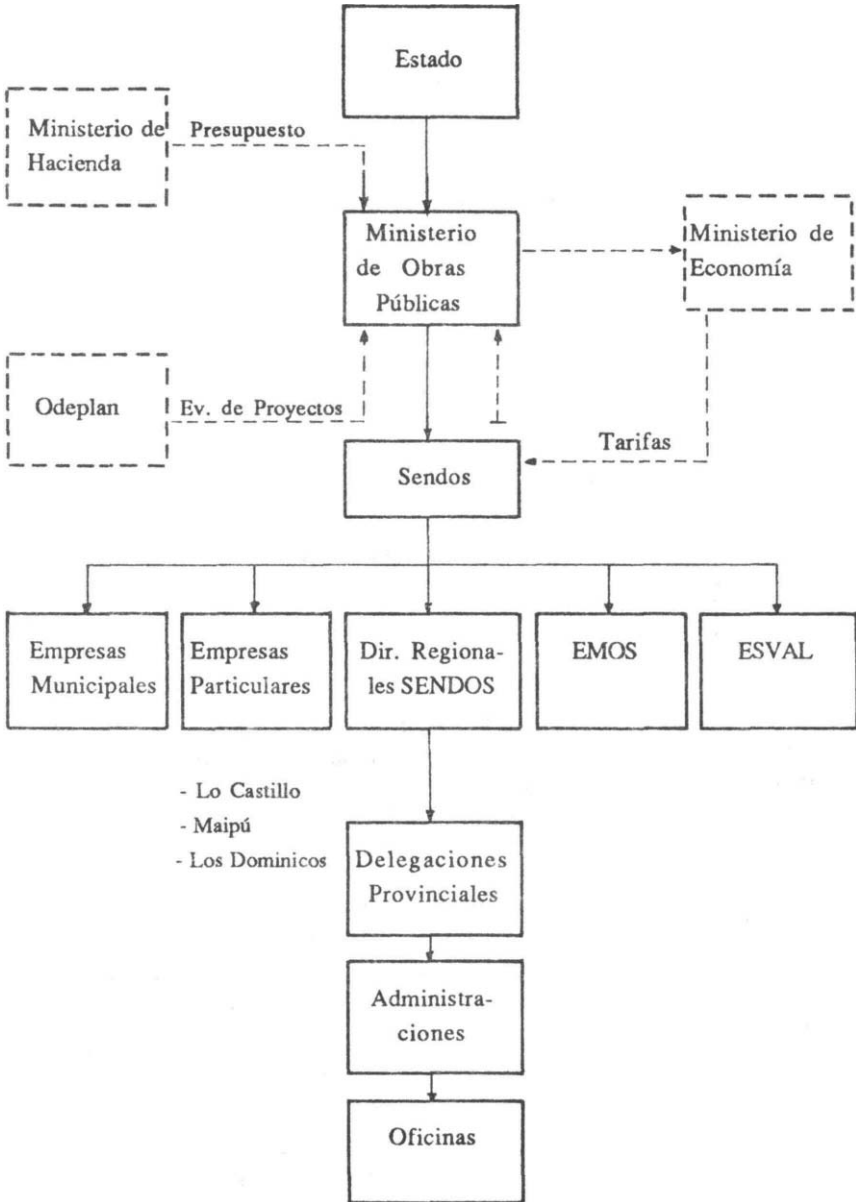 Estado
Ministerio de
Hacienda
Presupuesto
Ministerio
de Obras
Públicas
Ministerio de
Economía
Odeplan
Ev. de Proyectos
Tarifas
Sendos
Empresas
Municipales
Empresas
Particulares
Dir. Regiona-
les SENDOS
EMOS
ESVAL
- Lo Castillo
- Maipú
- Los Dominicos
Delegaciones
Provinciales
Administra-
ciones
Oficinas